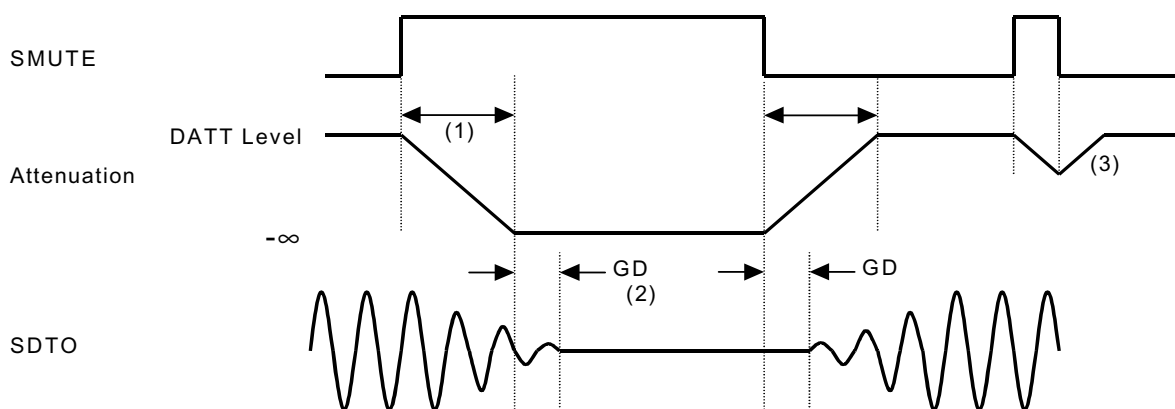 SMUTE
DATT Level
(1)
Attenuation
(3)
-∞
GD
(2)
GD
SDTO